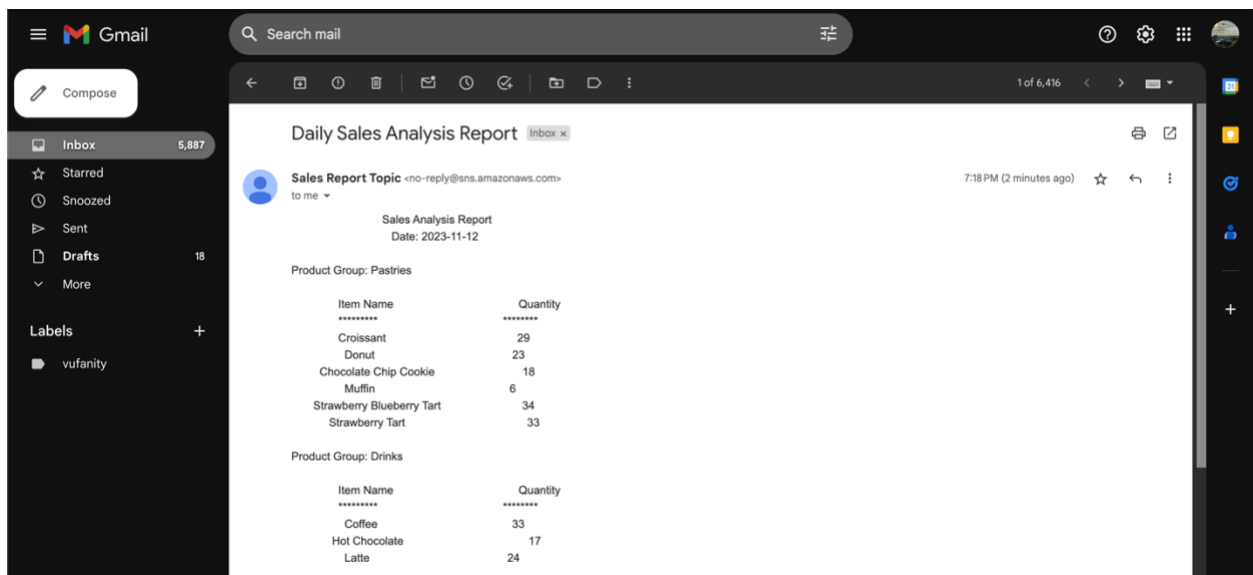 Gmail
Search mail
Compose
1 of 6,416
Inbox 5,887
Starred
Snoozed
Sent
Drafts 18
More
Labels +
vufanity
Daily Sales Analysis Report Inbox x
Sales Report Topic <no-reply@sns.amazonaws.com> 7:18 PM (2 minutes ago)
to me
Sales Analysis Report
Date: 2023-11-12
Product Group: Pastries
Item Name Quantity
********* ********
Croissant 29
Donut 23
Chocolate Chip Cookie 18
Muffin 6
Strawberry Blueberry Tart 34
Strawberry Tart 33
Product Group: Drinks
Item Name Quantity
********* ********
Coffee 33
Hot Chocolate 17
Latte 24
31